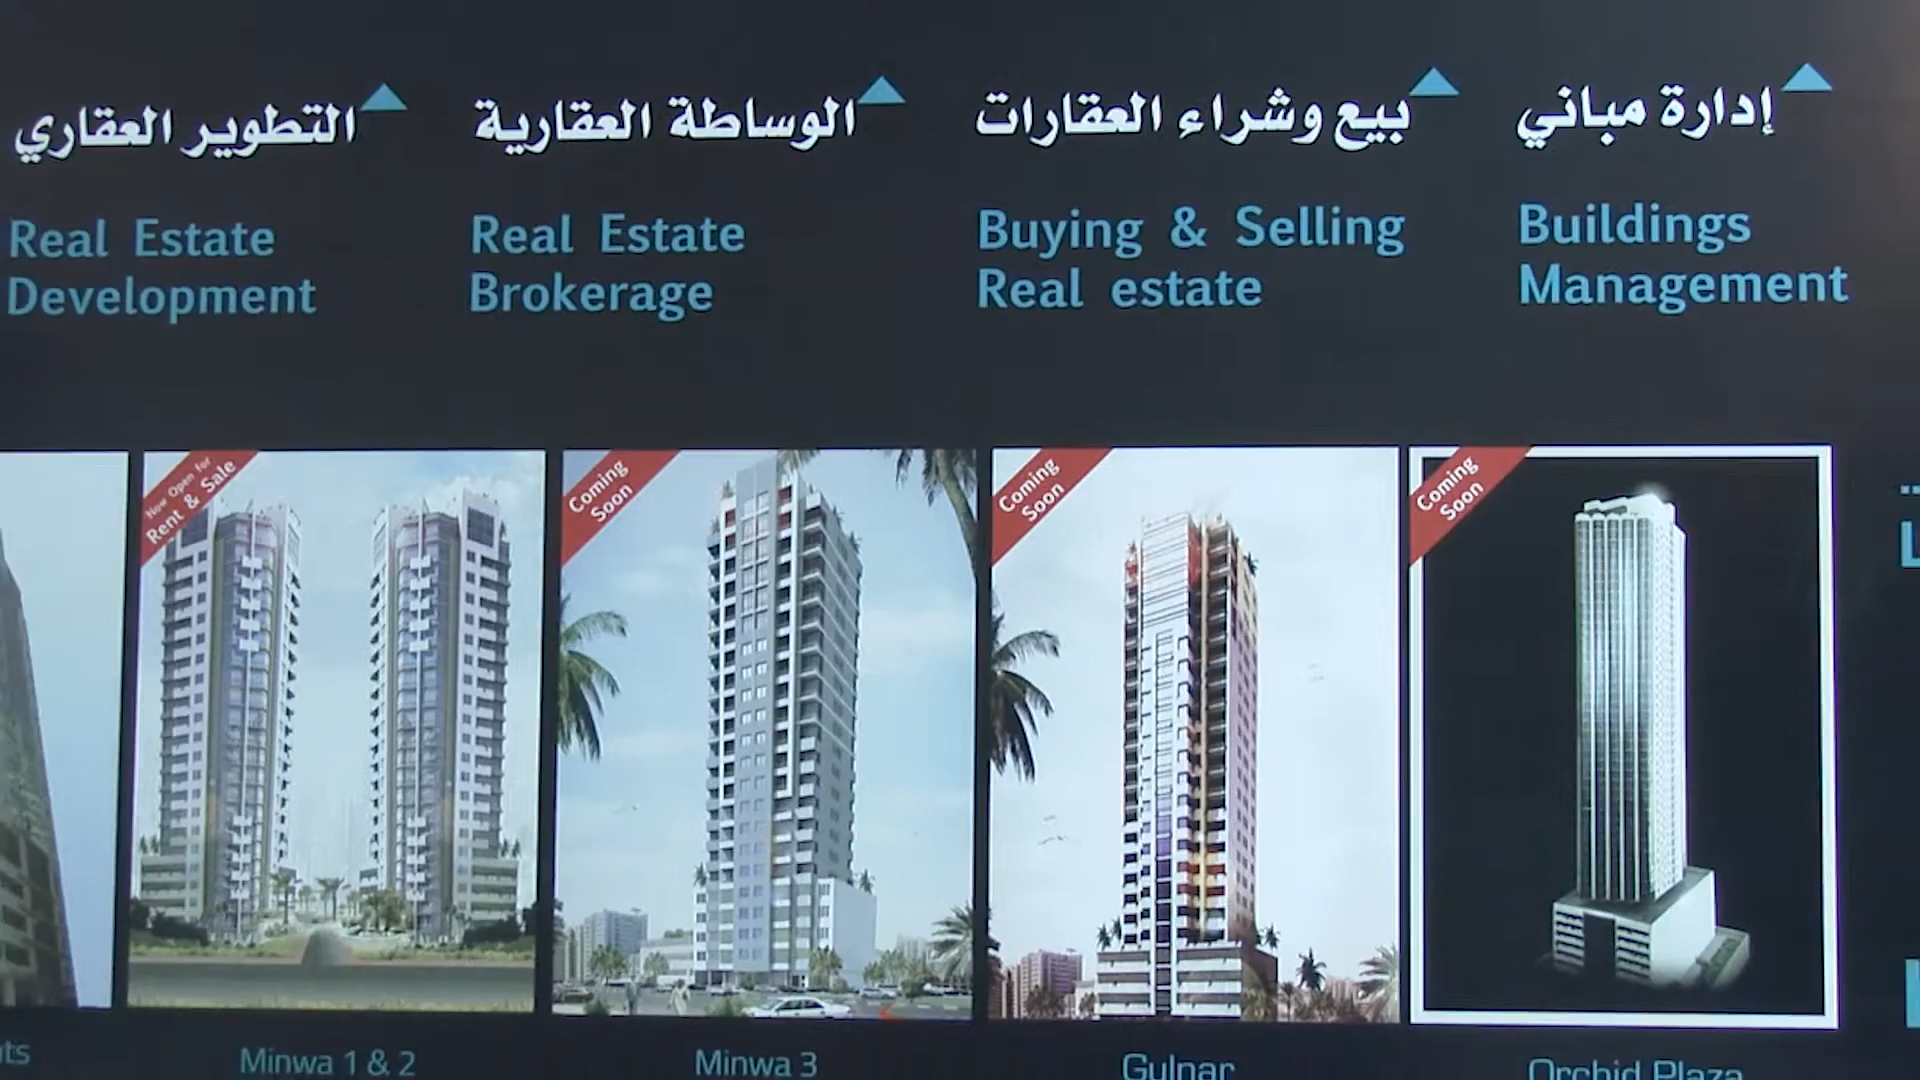 التطوير العقاري
Real Estate
Development
الوساطة العقارية
Real Estate
Brokerage
بيع وشراء العقارات
Buying & Selling
Real estate
إدارة مباني
Buildings
Management
Now Open for
Rent & Sale
Coming
Soon
Coming
Soon
Coming
Soon
Minwa 1 & 2
Minwa 3
Gulnar
Orchid Plaza